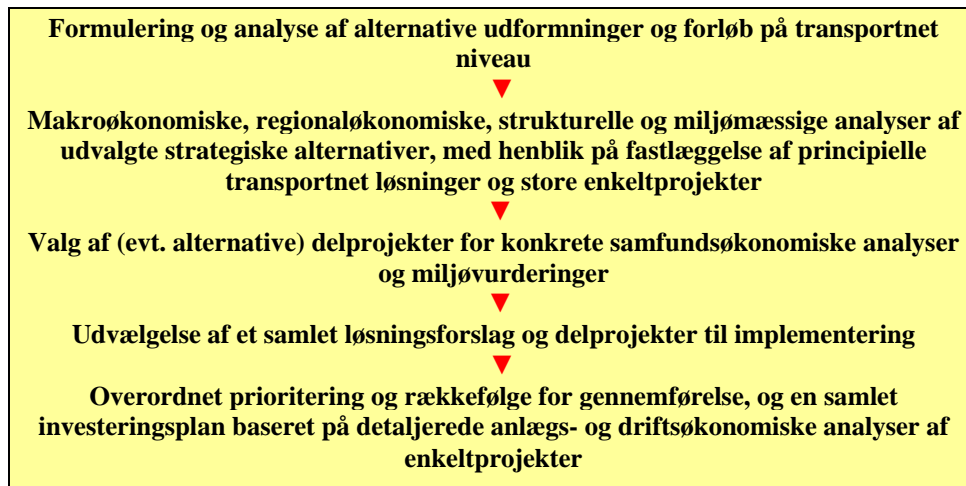 Formulering og analyse af alternative udformninger og forløb på transportnet
niveau
Makroøkonomiske, regionaløkonomiske, strukturelle og miljømæssige analyser af
udvalgte strategiske alternativer, med henblik på fastlæggelse af principielle
transportnet løsninger og store enkeltprojekter
Valg af (evt. alternative) delprojekter for konkrete samfundsøkonomiske analyser
og miljøvurderinger
Udvælgelse af et samlet løsningsforslag og delprojekter til implementering
Overordnet prioritering og rækkefølge for gennemførelse, og en samlet
investeringsplan baseret på detaljerede anlægs- og driftsøkonomiske analyser af
enkeltprojekter